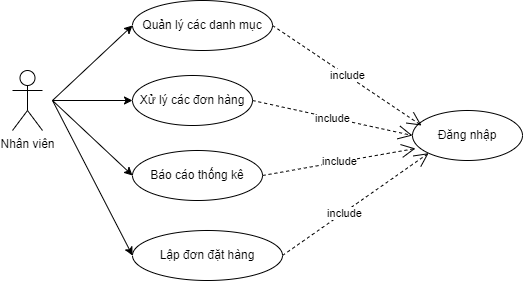 Quản lý các danh mục
include
Xử lý các đơn hàng
include
Nhân viên
Đăng nhập
include
Báo cáo thống kê
include
Lập đơn đặt hàng